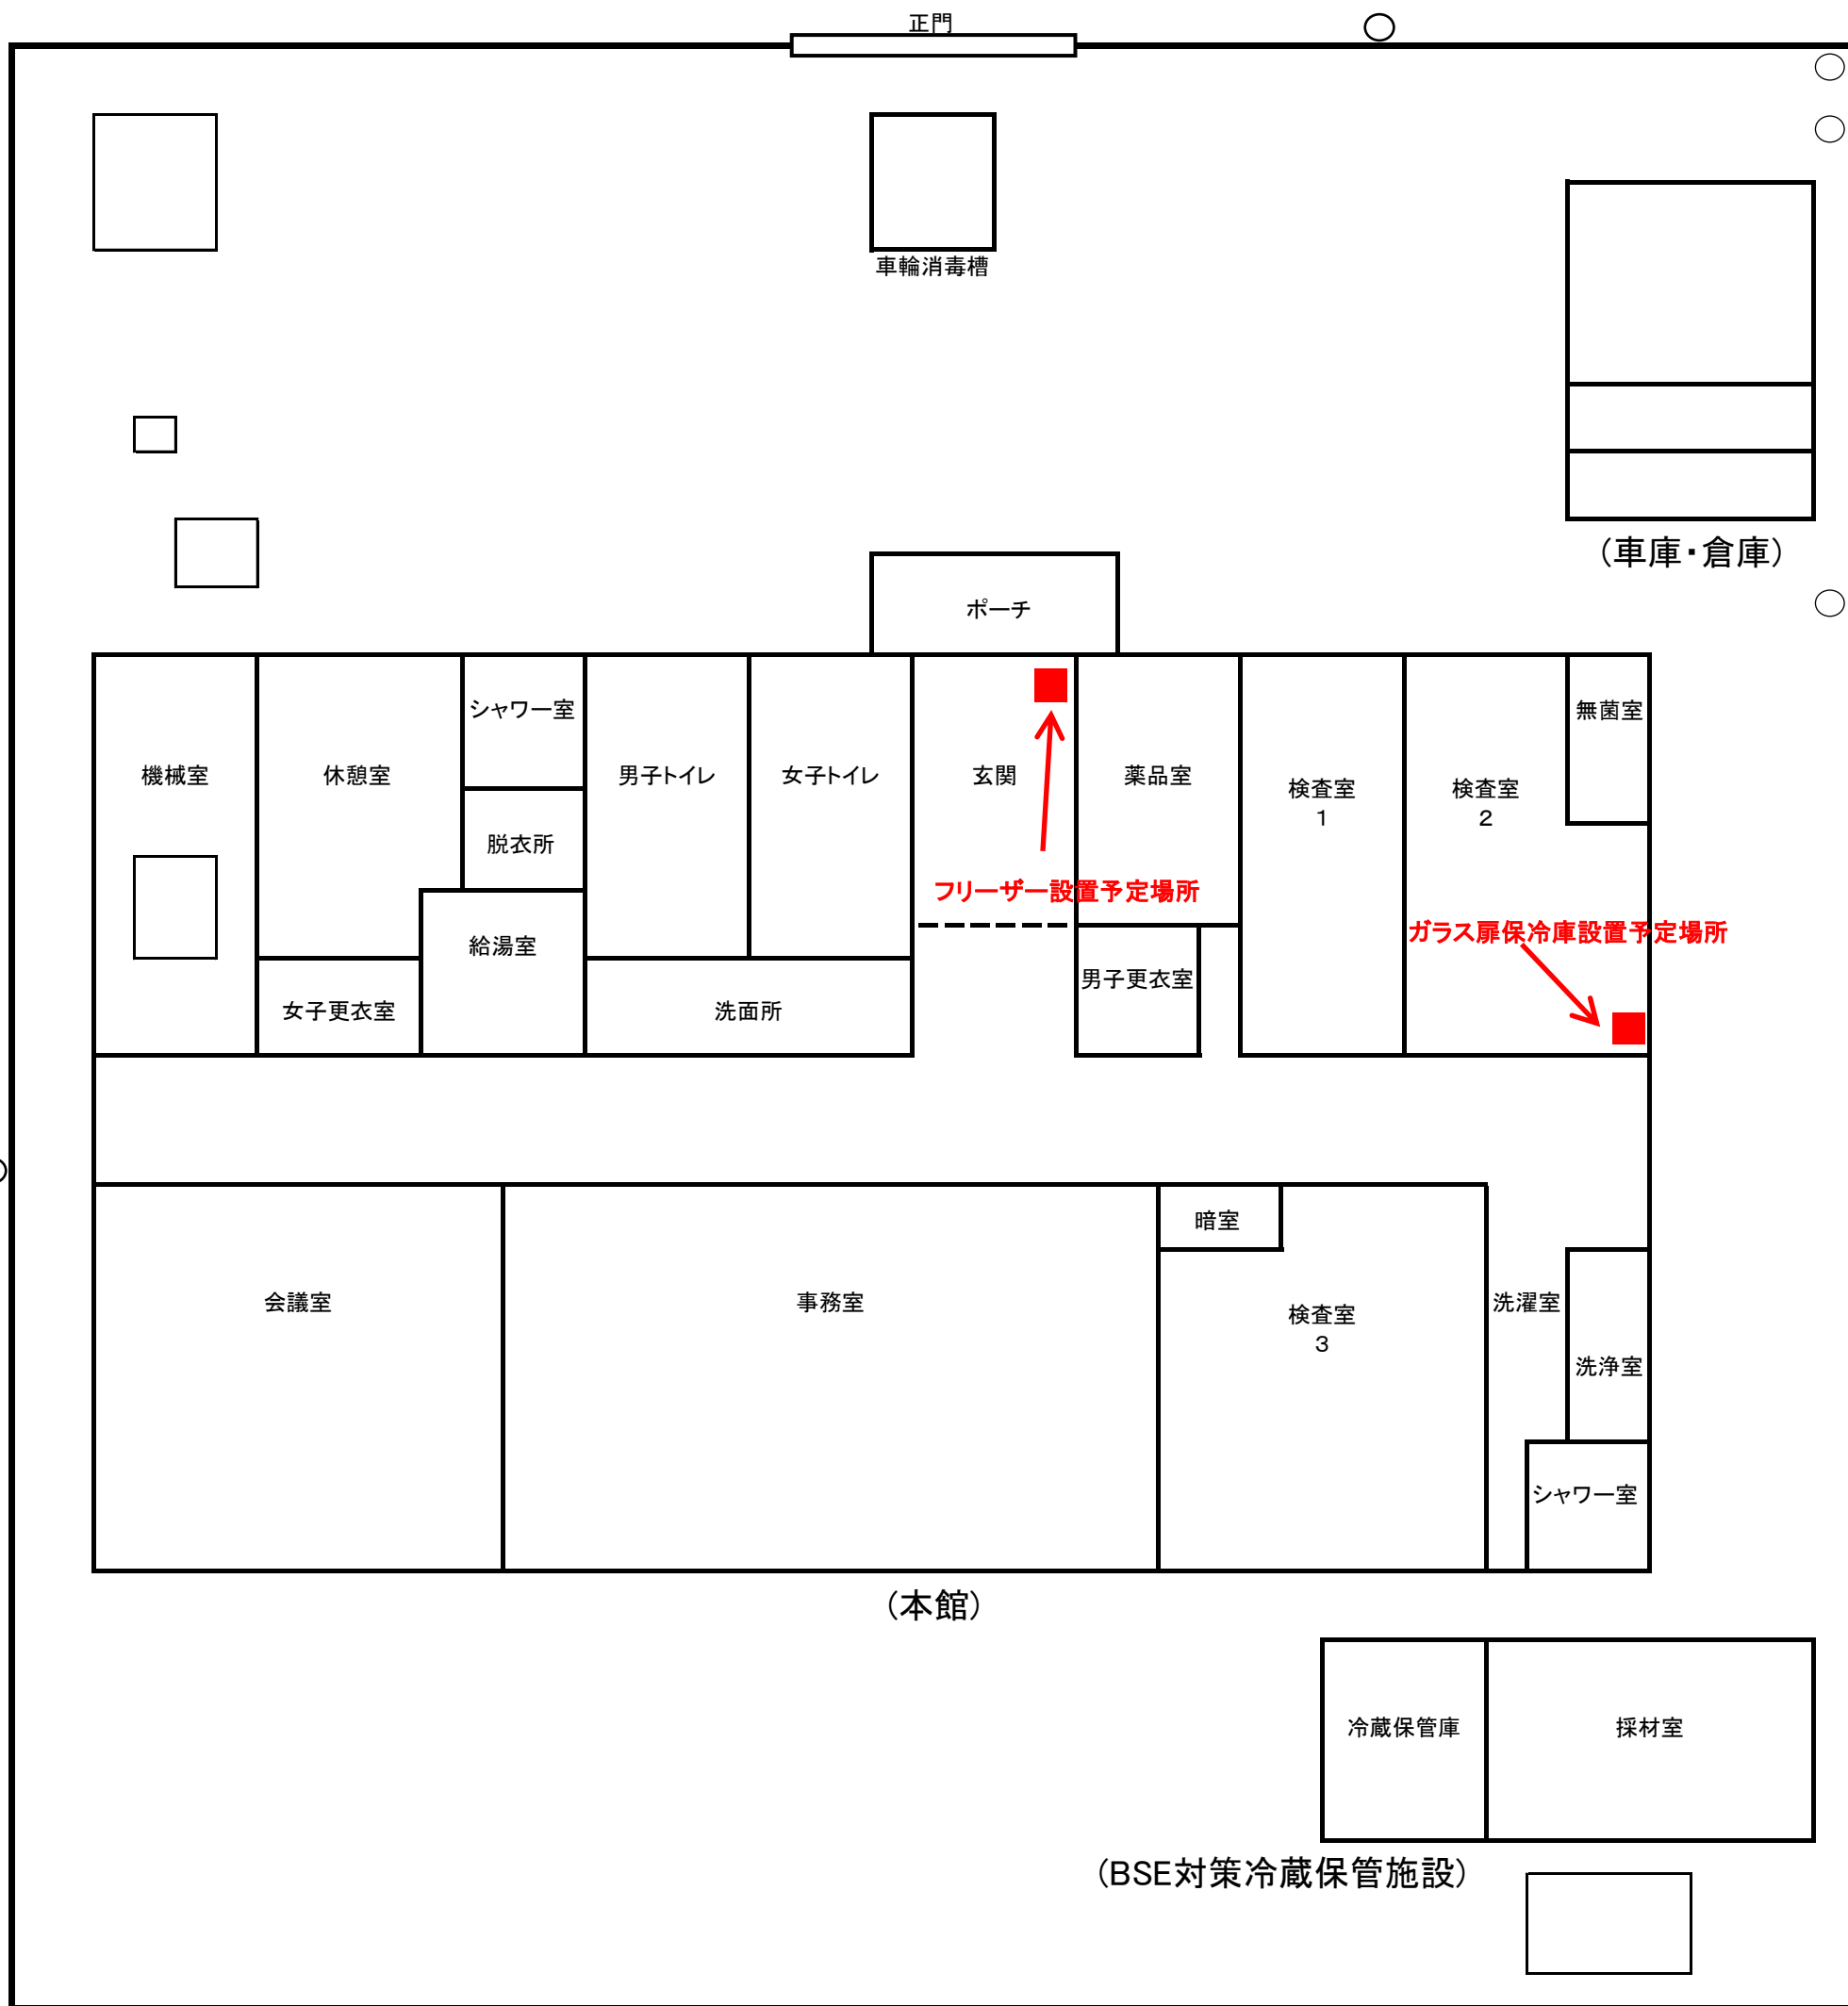 正門
車輪消毒槽
（車庫・倉庫）
ポーチ
シャワー室
無菌室
機械室
休憩室
男子トイレ
女子トイレ
玄関
薬品室
検査室
1
検査室
2
脱衣所
フリーザー設置予定場所
ガラス扉保冷庫設置予定場所
給湯室
男子更衣室
女子更衣室
洗面所
暗室
会議室
事務室
検査室
3
洗濯室
洗浄室
シャワー室
（本館）
冷蔵保管庫
採材室
（BSE対策冷蔵保管施設）